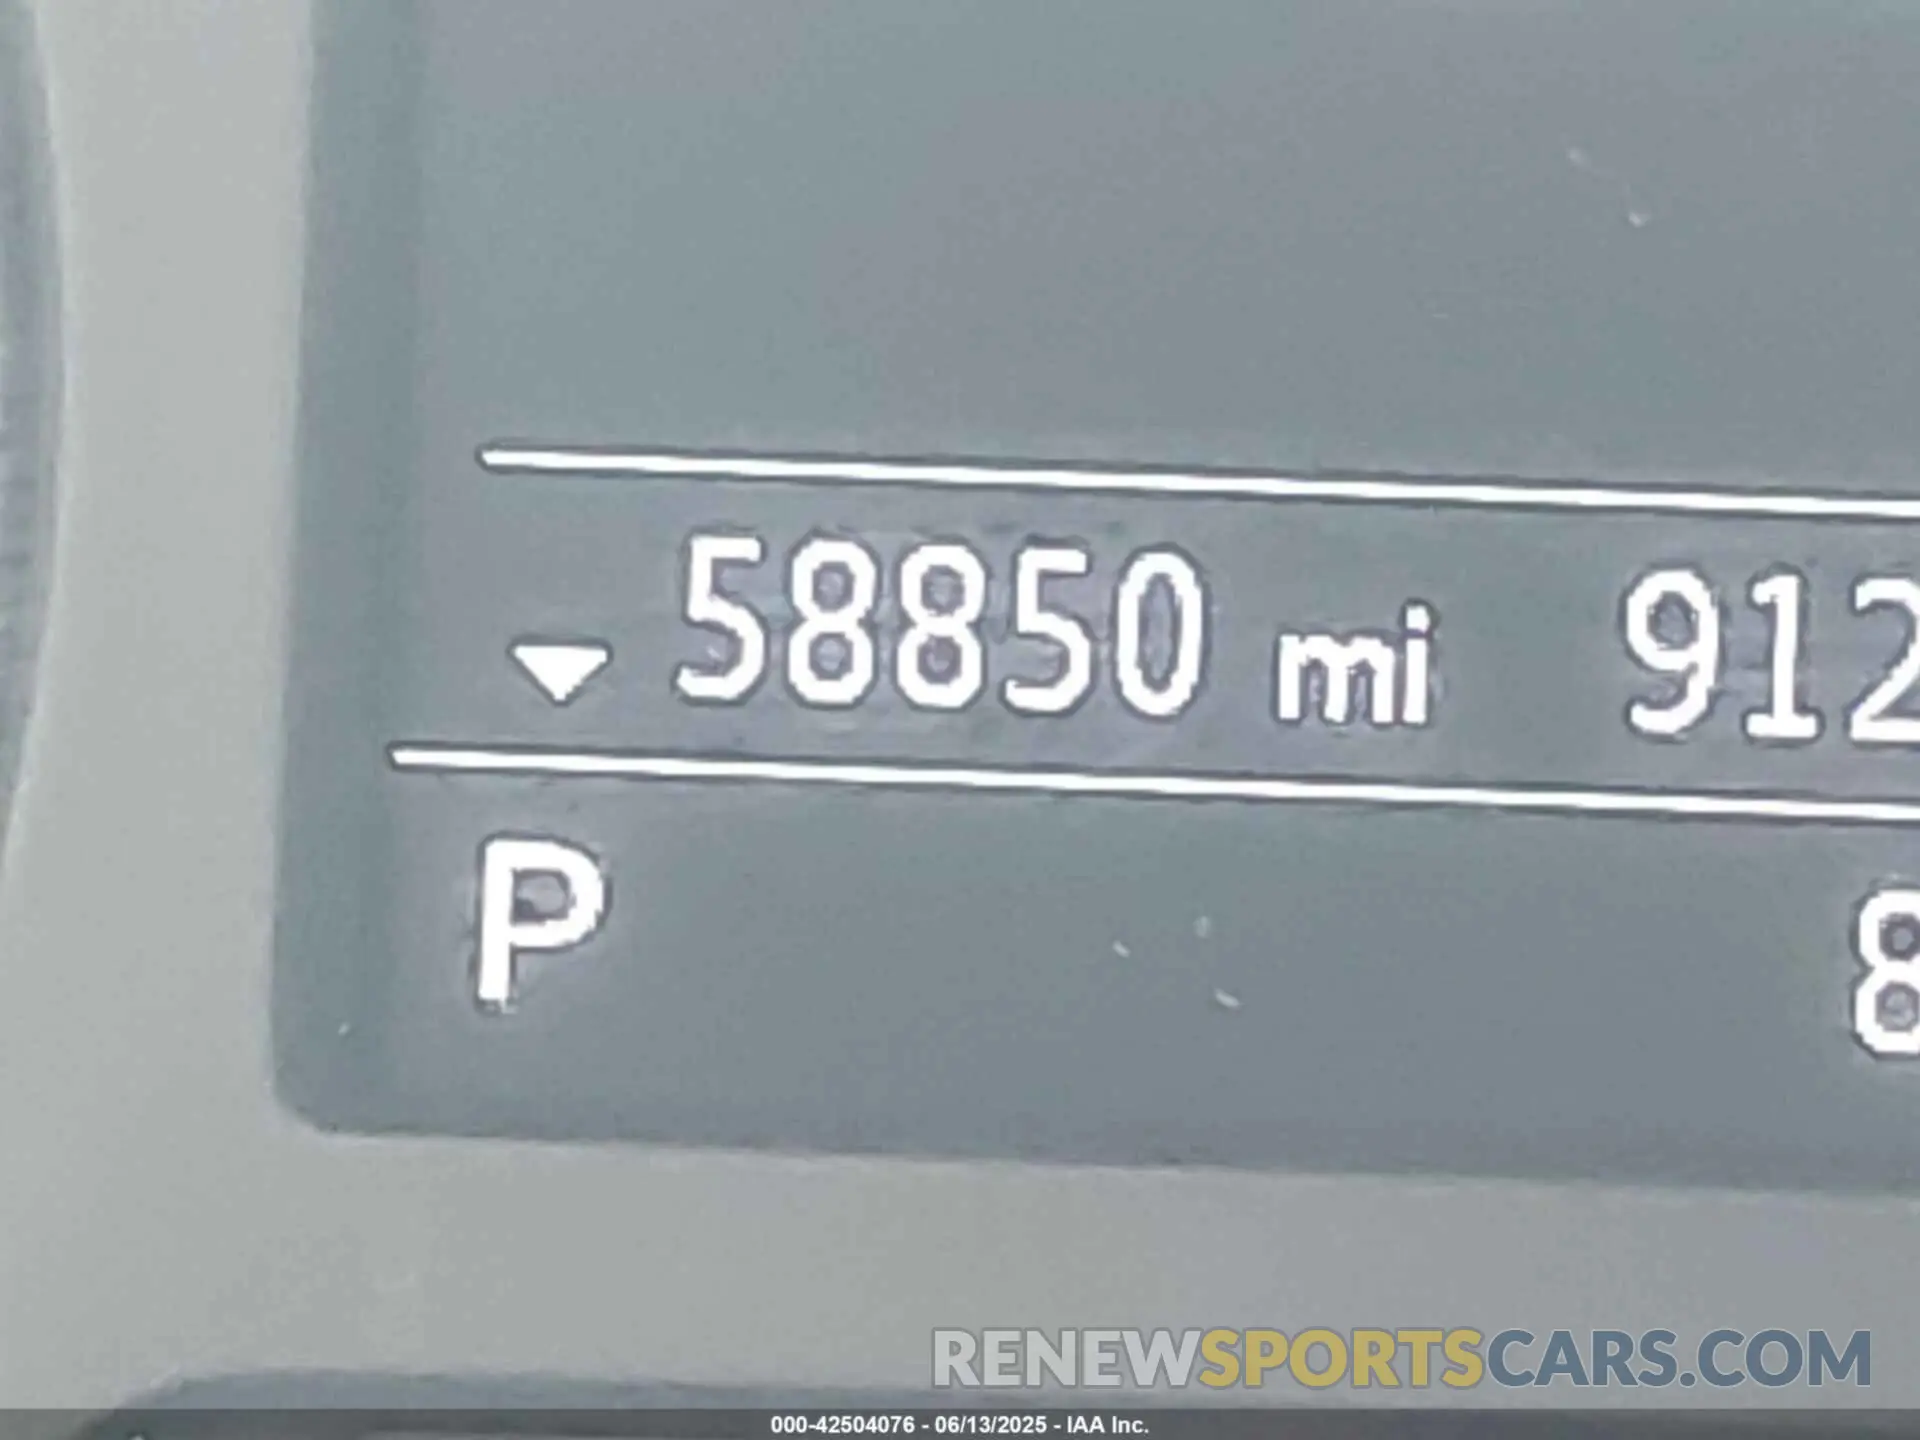 58850 mi 912
P 8
RENEWSPORTSCARS.COM
000-42504076 - 06/13/2025 - IAA Inc.